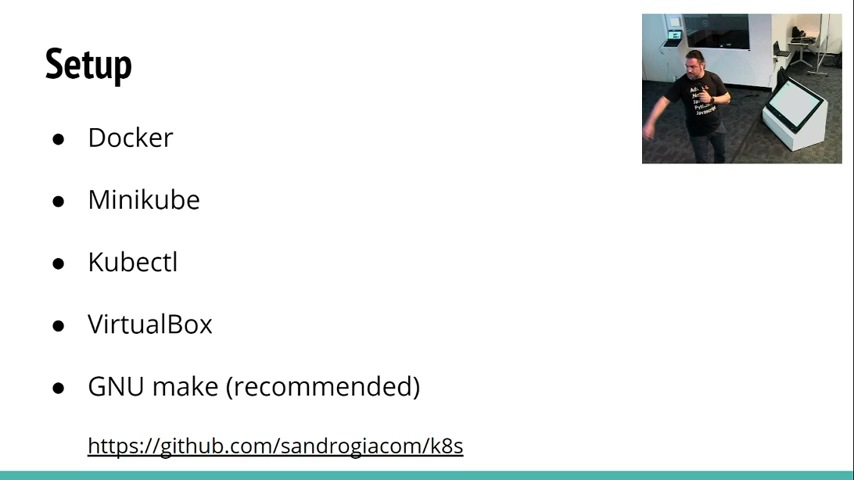 Setup
Docker
Minikube
Kubectl
VirtualBox
GNU make (recommended)
https://github.com/sandrogiacom/k8s